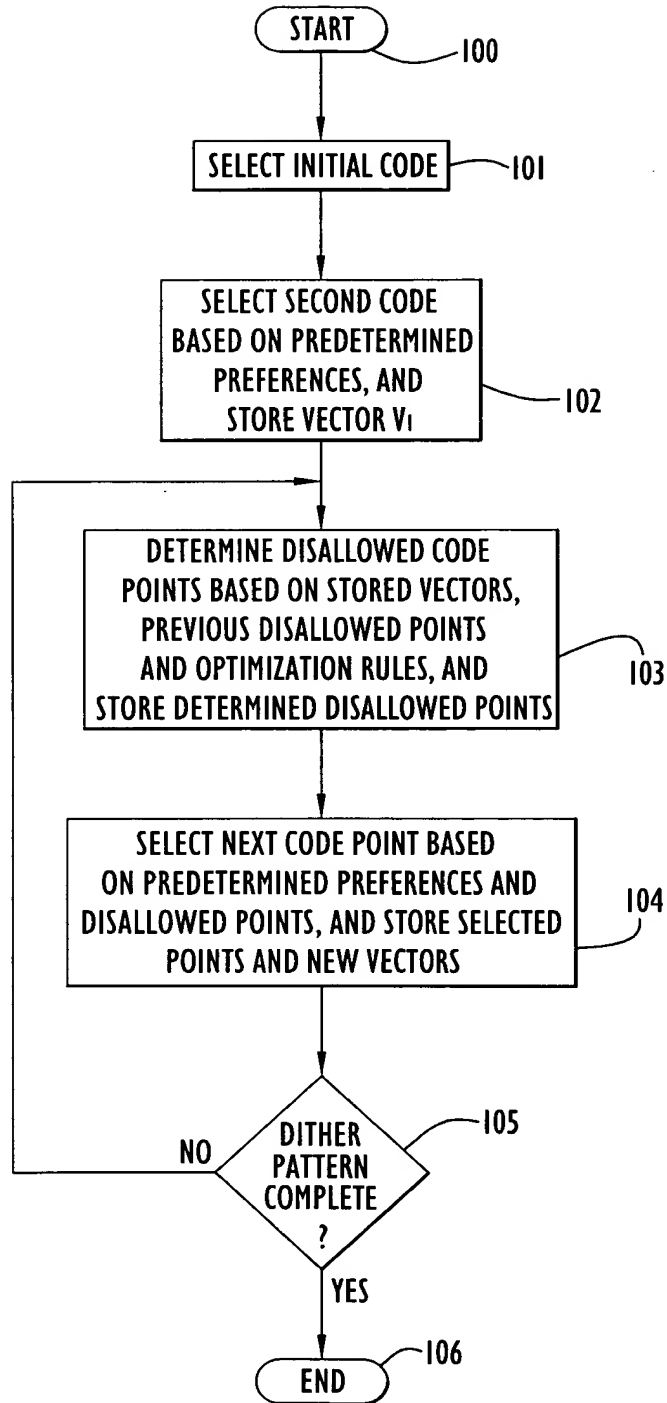 START
100
SELECT INITIAL CODE
101
SELECT SECOND CODE
BASED ON PREDETERMINED
PREFERENCES, AND
STORE VECTOR V1
102
DETERMINE DISALLOWED CODE
POINTS BASED ON STORED VECTORS,
PREVIOUS DISALLOWED POINTS
AND OPTIMIZATION RULES, AND
STORE DETERMINED DISALLOWED POINTS
103
SELECT NEXT CODE POINT BASED
ON PREDETERMINED PREFERENCES AND
DISALLOWED POINTS, AND STORE SELECTED
POINTS AND NEW VECTORS
104
DITHER
PATTERN
COMPLETE
?
105
NO
YES
END
106